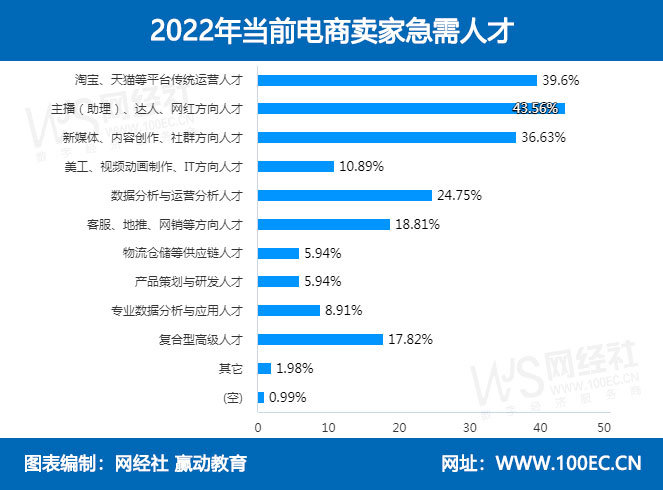 2022年当前电商卖家急需人才
淘宝、天猫等平台传统运营人才 39.6%
主播（助理）、达人、网红方向人才 43.56%
新媒体、内容创作、社群方向人才 36.63%
美工、视频动画制作、IT方向人才 10.89%
数据分析与运营分析人才 24.75%
客服、地推、网销等方向人才 18.81%
物流仓储等供应链人才 5.94%
产品策划与研发人才 5.94%
专业数据分析与应用人才 8.91%
复合型高级人才 17.82%
其它 1.98%
(空) 0.99%
0 10 20 30 40 50
网经社
WWW.100EC.CN
数字经济服务商
图表编制：网经社 赢动教育 网址：WWW.100EC.CN